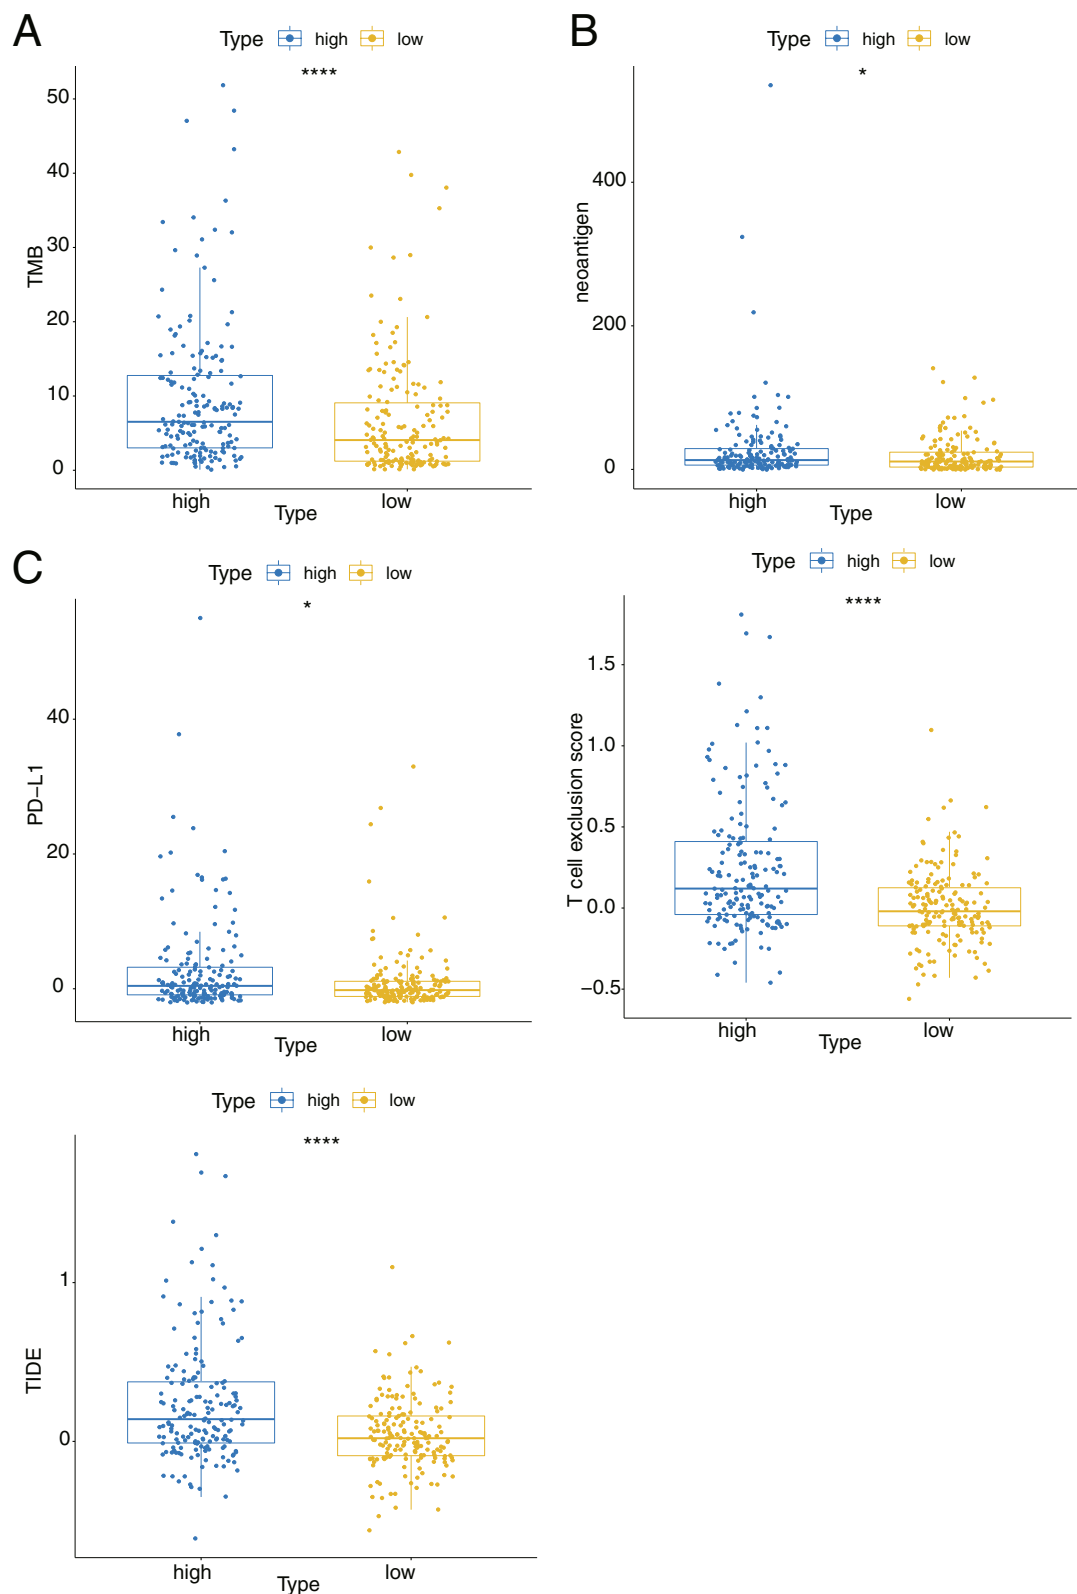 A
Type high low
****
TMB
50
40
30
20
10
0
high low
Type
B
Type high low
*
neoantigen
400
200
0
high low
Type
C
Type high low
*
PD-L1
40
20
0
high low
Type
Type high low
****
T cell exclusion score
1.5
1.0
0.5
0.0
−0.5
high low
Type
Type high low
****
TIDE
1
0
high low
Type